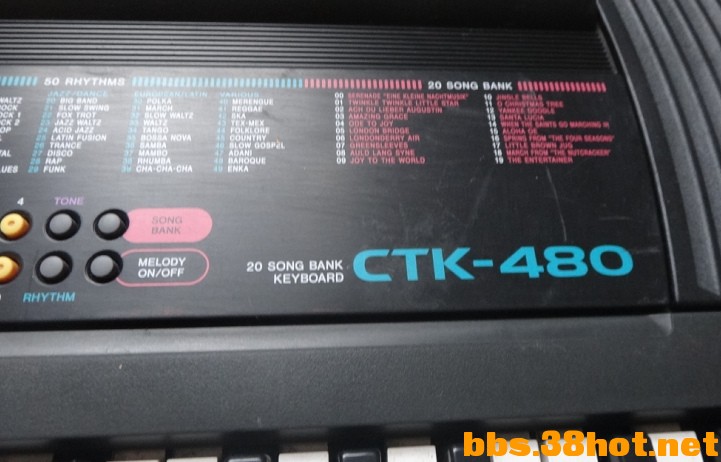 50 RHYTHMS
20 SONG BANK
JAZZ/DANCE
20 BIG BAND
21 SLOW SWING
22 FOX TROT
23 JAZZ WALTZ
24 ACID JAZZ
25 LATIN FUSION
26 TRANCE
27 DISCO
28 RAP
29 FUNK
EUROPEAN/LATIN
30 POLKA
31 MARCH
32 SLOW WALTZ
33 WALTZ 2
34 TANGO
35 BOSSA NOVA
36 SAMBA
37 MAMBO
38 RHUMBA
39 CHA-CHA-CHA
VARIOUS
40 MERENGUE
41 REGGAE
42 SKA
43 TEX-MEX
44 FOLKLORE
45 COUNTRY
46 SLOW GOSPEL
47 ADANI
48 BAROQUE
49 ENKA
00 SERENADE "EINE KLEINE NACHTMUSIK"
01 TWINKLE TWINKLE LITTLE STAR
02 ACH DU LIEBER AUGUSTIN
03 AMAZING GRACE
04 ODE TO JOY
05 LONDON BRIDGE
06 LONDONDERRY AIR
07 GREENSLEEVES
08 AULD LANG SYNE
09 JOY TO THE WORLD
10 JINGLE BELLS
11 O CHRISTMAS TREE
12 YANKEE DOODLE
13 SANTA LUCIA
14 WHEN THE SAINTS GO MARCHING IN
15 ALOHA OE
16 SPRING FROM "THE FOUR SEASONS"
17 LITTLE BROWN JUG
18 MARCH FROM "THE NUTCRACKER"
19 THE ENTERTAINER
4
TONE
SONG
BANK
MELODY
ON/OFF
RHYTHM
20 SONG BANK
KEYBOARD
CTK-480
bbs.38hot.net